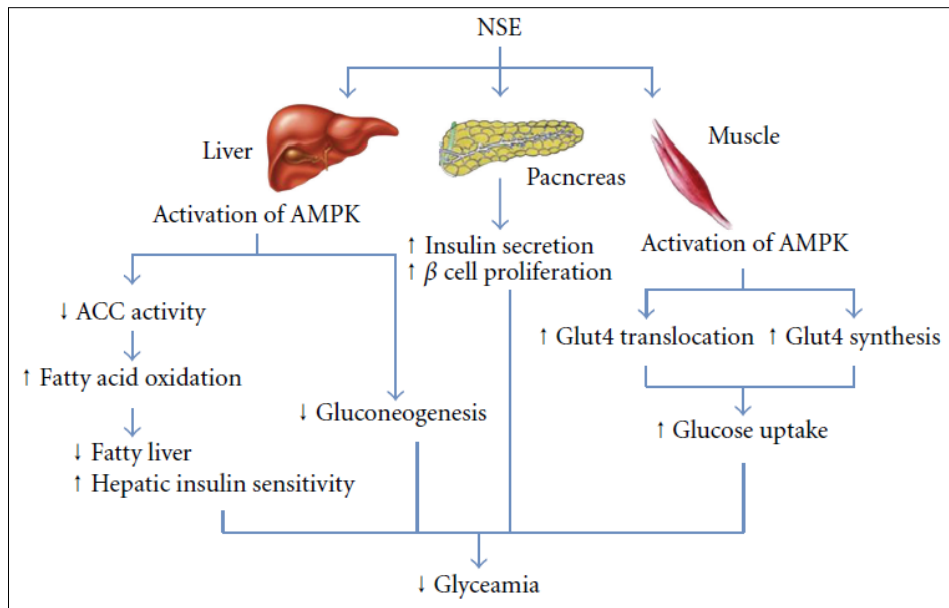 NSE
Liver
Pacncreas
Muscle
Activation of AMPK
↑ Insulin secretion
↑ β cell proliferation
Activation of AMPK
↓ ACC activity
↑ Glut4 translocation
↑ Glut4 synthesis
↑ Fatty acid oxidation
↓ Gluconeogenesis
↑ Glucose uptake
↓ Fatty liver
↑ Hepatic insulin sensitivity
↓ Glyceamia